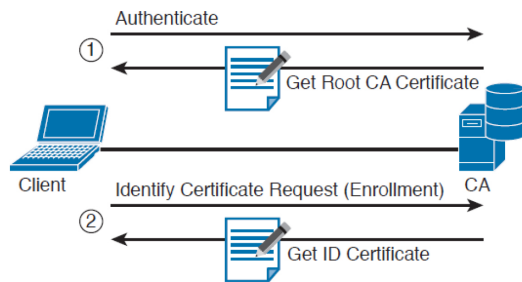 Authenticate
1
Get Root CA Certificate
Client
CA
Identify Certificate Request (Enrollment)
2
Get ID Certificate